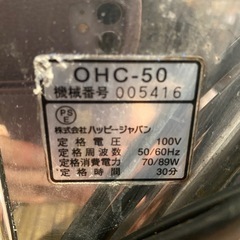 OHC-50
機械番号 005416
PS
E
株式会社ハッピージャパン
定格電圧 100V
定格周波数 50/60Hz
定格消費電力 70/89W
定格時間 30分